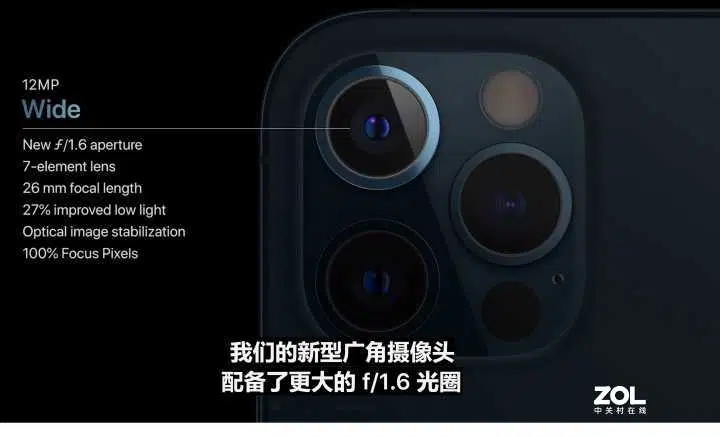 12MP
Wide
New ƒ/1.6 aperture
7-element lens
26 mm focal length
27% improved low light
Optical image stabilization
100% Focus Pixels
我们的新型广角摄像头
配备了更大的 f/1.6 光圈
ZOL
中关村在线